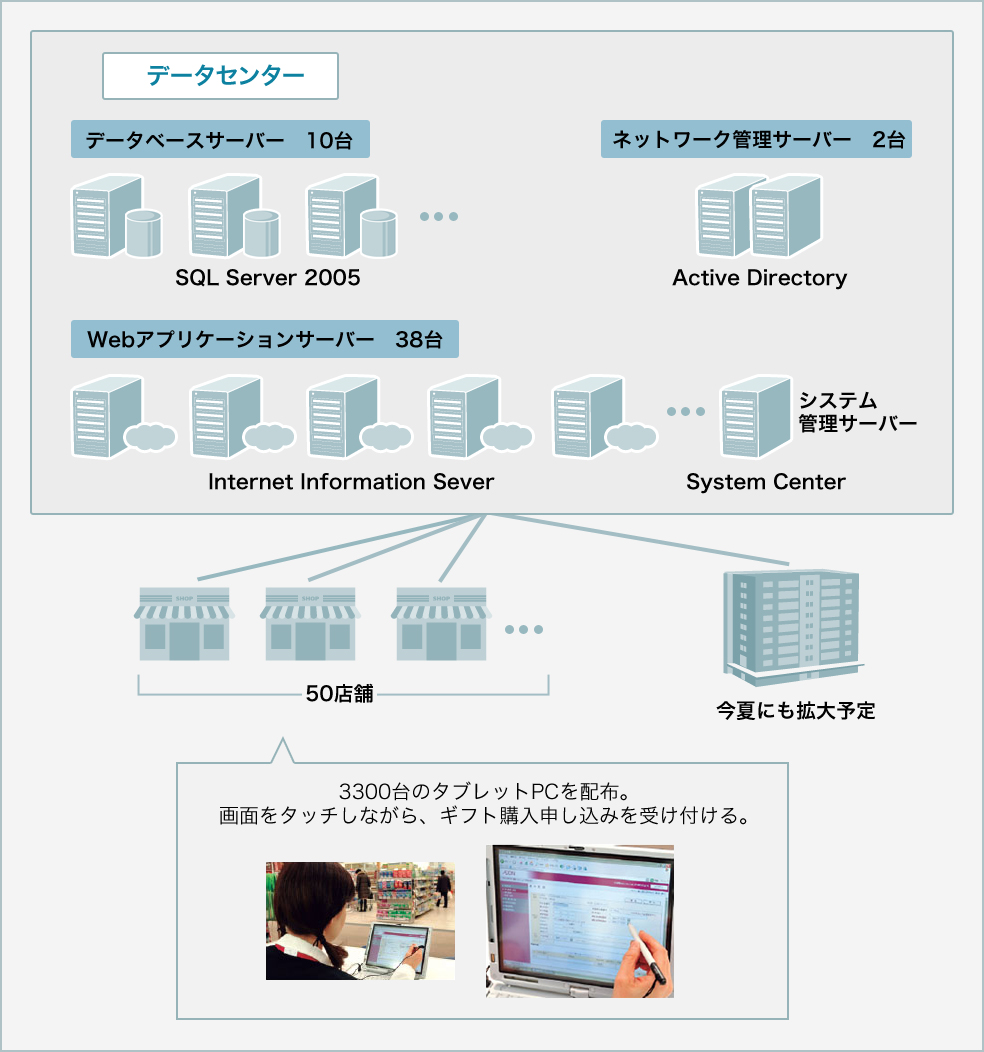 データセンター
データベースサーバー　10台
ネットワーク管理サーバー　2台
SQL Server 2005
Active Directory
Webアプリケーションサーバー　38台
システム
管理サーバー
Internet Information Sever
System Center
SHOP
SHOP
SHOP
50店舗
今夏にも拡大予定
3300台のタブレットPCを配布。
画面をタッチしながら、ギフト購入申し込みを受け付ける。